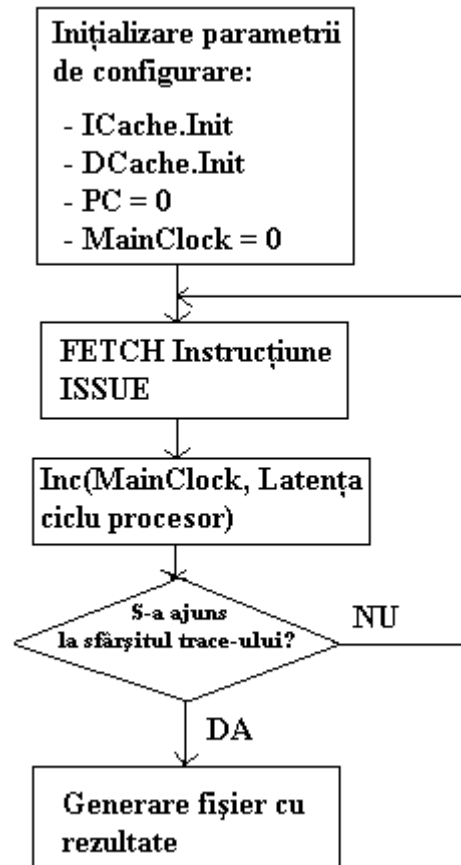 Inițializare parametrii
de configurare:
- ICache.Init
- DCache.Init
- PC = 0
- MainClock = 0
FETCH Instrucțiune
ISSUE
Inc(MainClock, Latența
ciclu procesor)
S-a ajuns
la sfârșitul trace-ului?
NU
DA
Generare fișier cu
rezultate